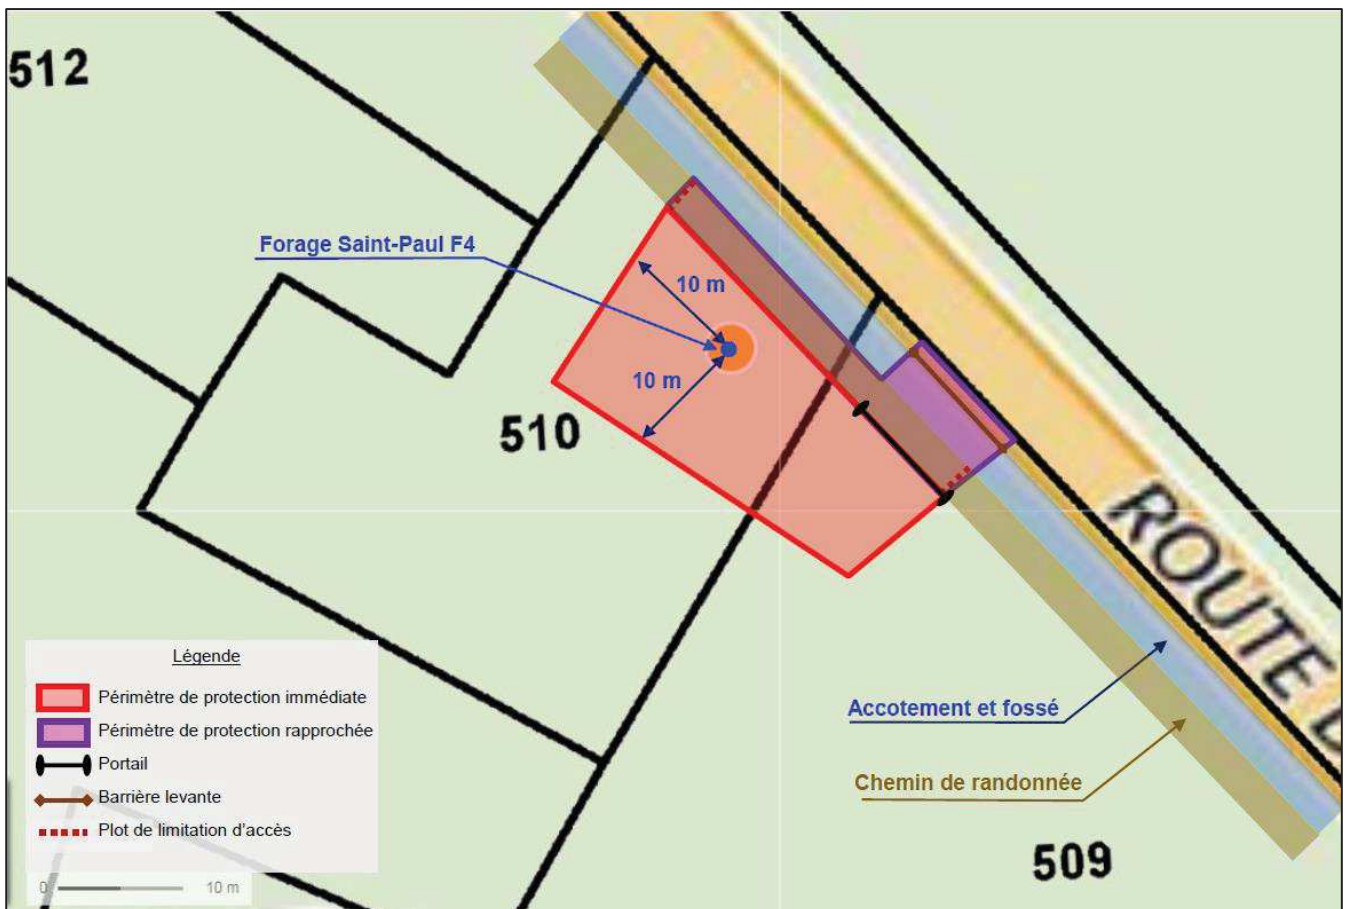 512
Forage Saint-Paul F4
10 m
10 m
510
ROUTE D
Légende
Périmètre de protection immédiate
Périmètre de protection rapprochée
Portail
Barrière levante
Plot de limitation d'accès
0 10 m
Accotement et fossé
Chemin de randonnée
509